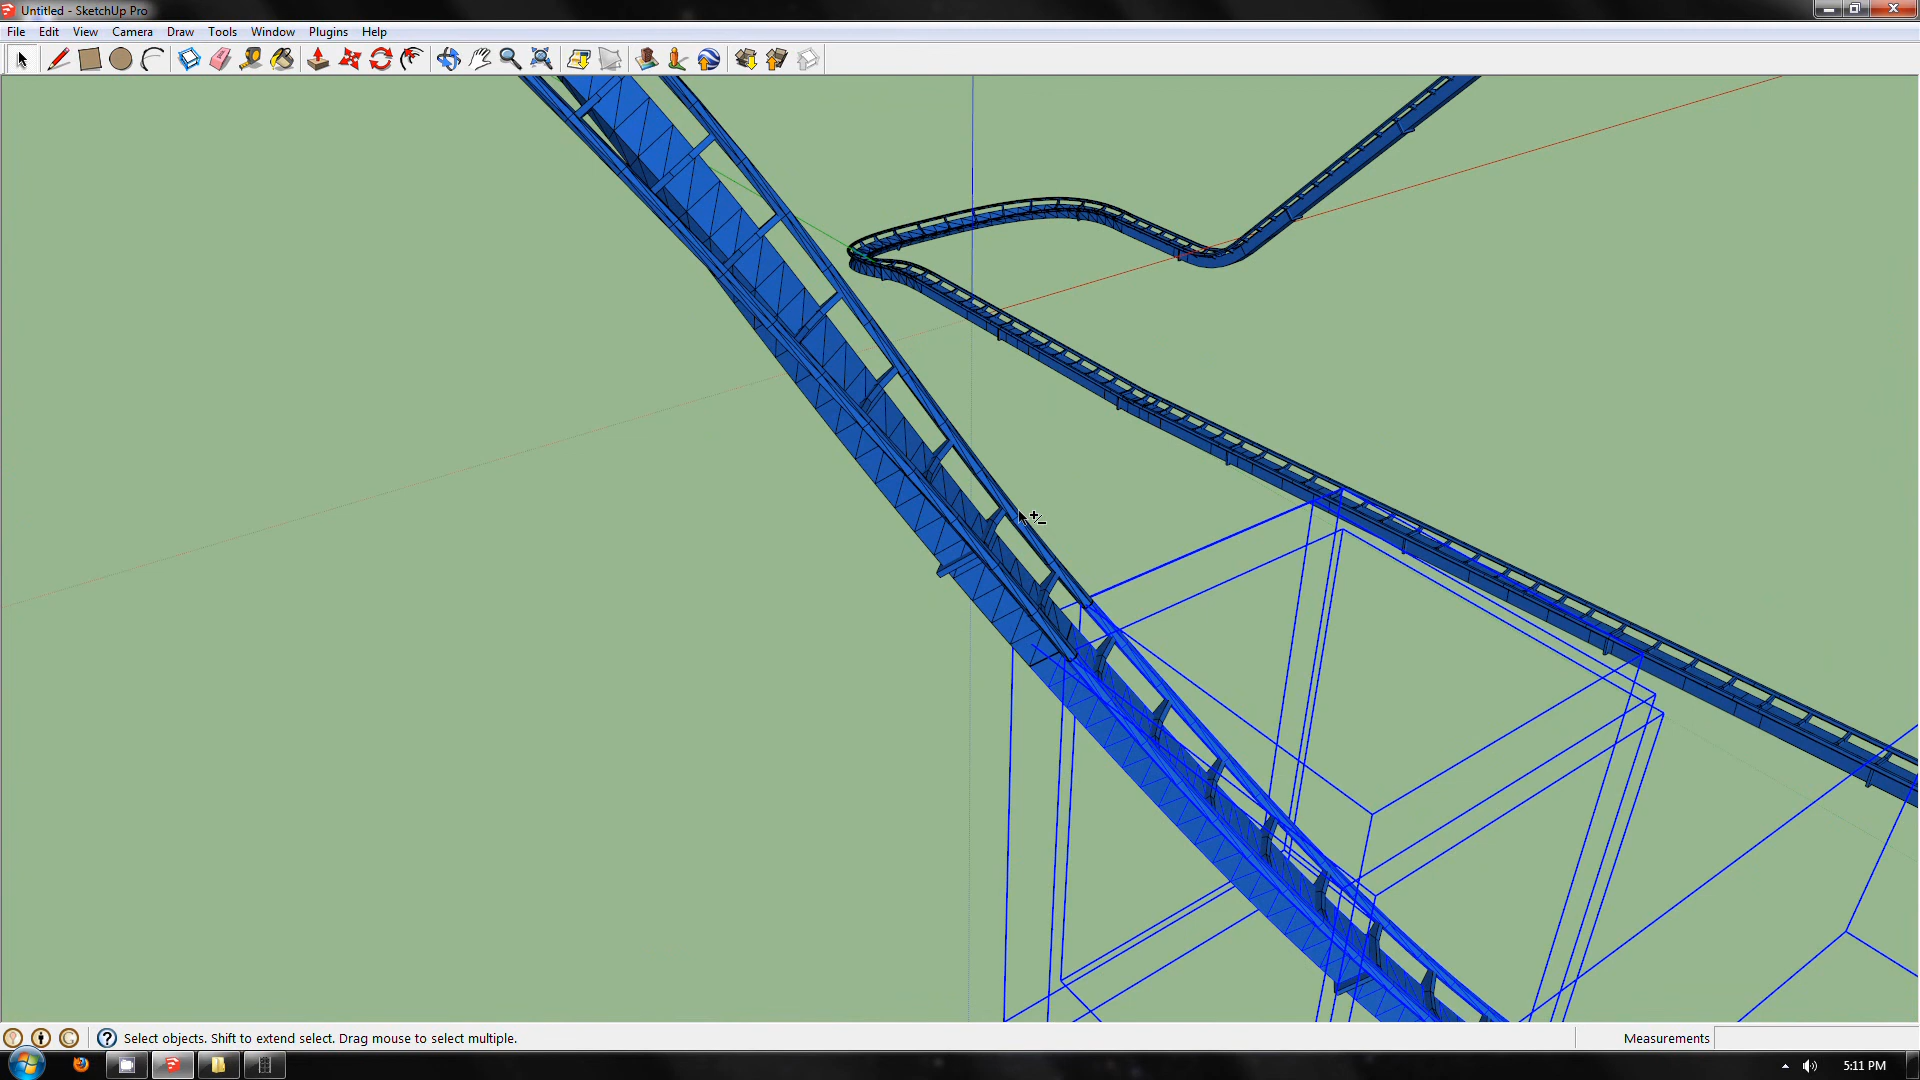 Untitled - SketchUp Pro
File Edit View Camera Draw Tools Window Plugins Help
Select objects. Shift to extend select. Drag mouse to select multiple.
Measurements
5:11 PM